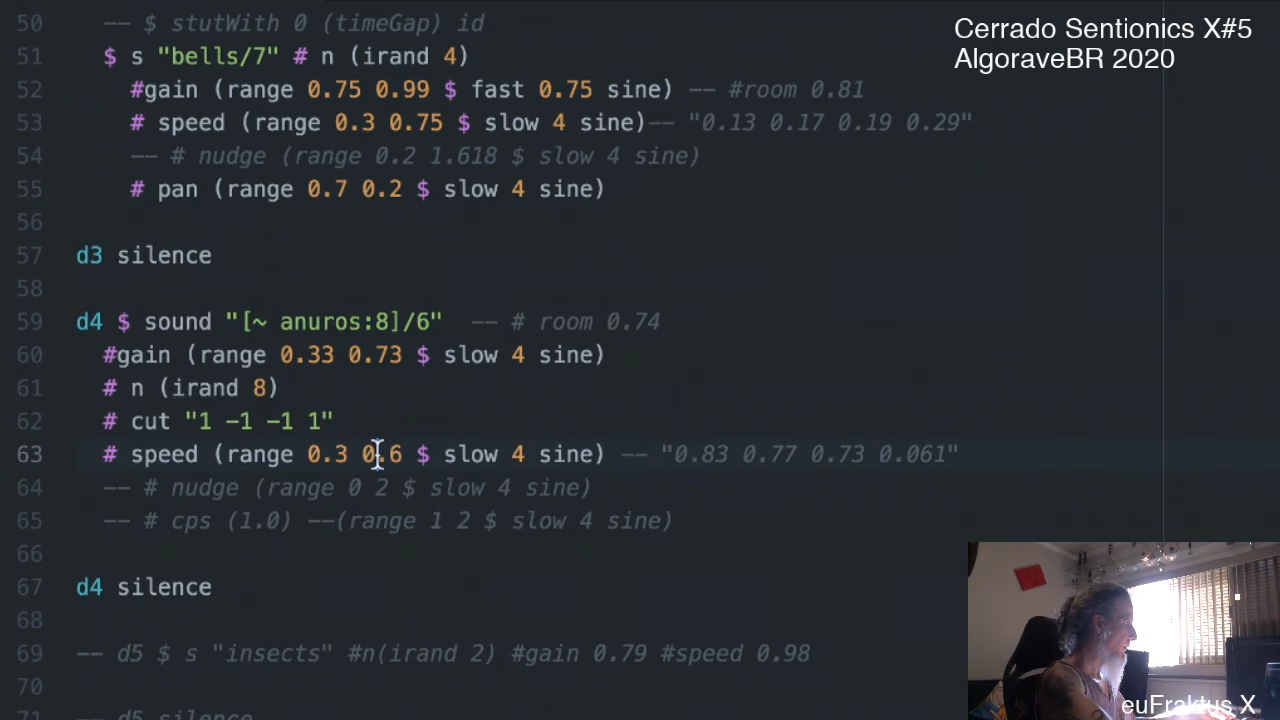 50 -- $ stutWith 0 (timeGap) id
Cerrado Sentionics X#5
51 $ s "bells/7" # n (irand 4)
AlgoraveBR 2020
52 #gain (range 0.75 0.99 $ fast 0.75 sine) -- #room 0.81
53 # speed (range 0.3 0.75 $ slow 4 sine)-- "0.13 0.17 0.19 0.29"
54 -- # nudge (range 0.2 1.618 $ slow 4 sine)
55 # pan (range 0.7 0.2 $ slow 4 sine)
56
57 d3 silence
58
59 d4 $ sound "[~ anuros:8]/6" -- # room 0.74
60 #gain (range 0.33 0.73 $ slow 4 sine)
61 # n (irand 8)
62 # cut "1 -1 -1 1"
63 # speed (range 0.3 0.6 $ slow 4 sine) -- "0.83 0.77 0.73 0.061"
64 -- # nudge (range 0 2 $ slow 4 sine)
65 -- # cps (1.0) --(range 1 2 $ slow 4 sine)
66
67 d4 silence
68
69 -- d5 $ s "insects" #n(irand 2) #gain 0.79 #speed 0.98
70
71 -- d5 silence
euFraktus X